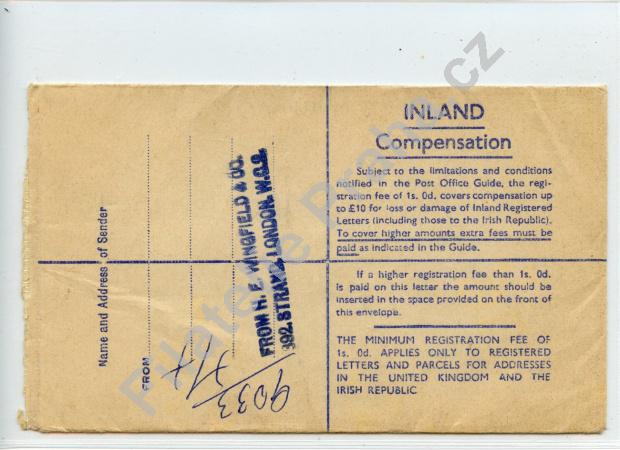 Name and Address of Sender
FROM
FROM H. E. WINGFIELD & CO.
392, STRAND, LONDON, W.C.2.
9033
INLAND
Compensation
Subject to the limitations and conditions
notified in the Post Office Guide, the regi-
stration fee of 1s. 0d. covers compensation up
to £10 for loss or damage of Inland Registered
Letters (including those to the Irish Republic).
To cover higher amounts extra fees must be
paid as indicated in the Guide.
If a higher registration fee than 1s. 0d.
is paid on this letter the amount should be
inserted in the space provided on the front of
this envelope.
THE MINIMUM REGISTRATION FEE OF
1s. 0d. APPLIES ONLY TO REGISTERED
LETTERS AND PARCELS FOR ADDRESSES
IN THE UNITED KINGDOM AND THE
IRISH REPUBLIC
Filatelie Praha cz